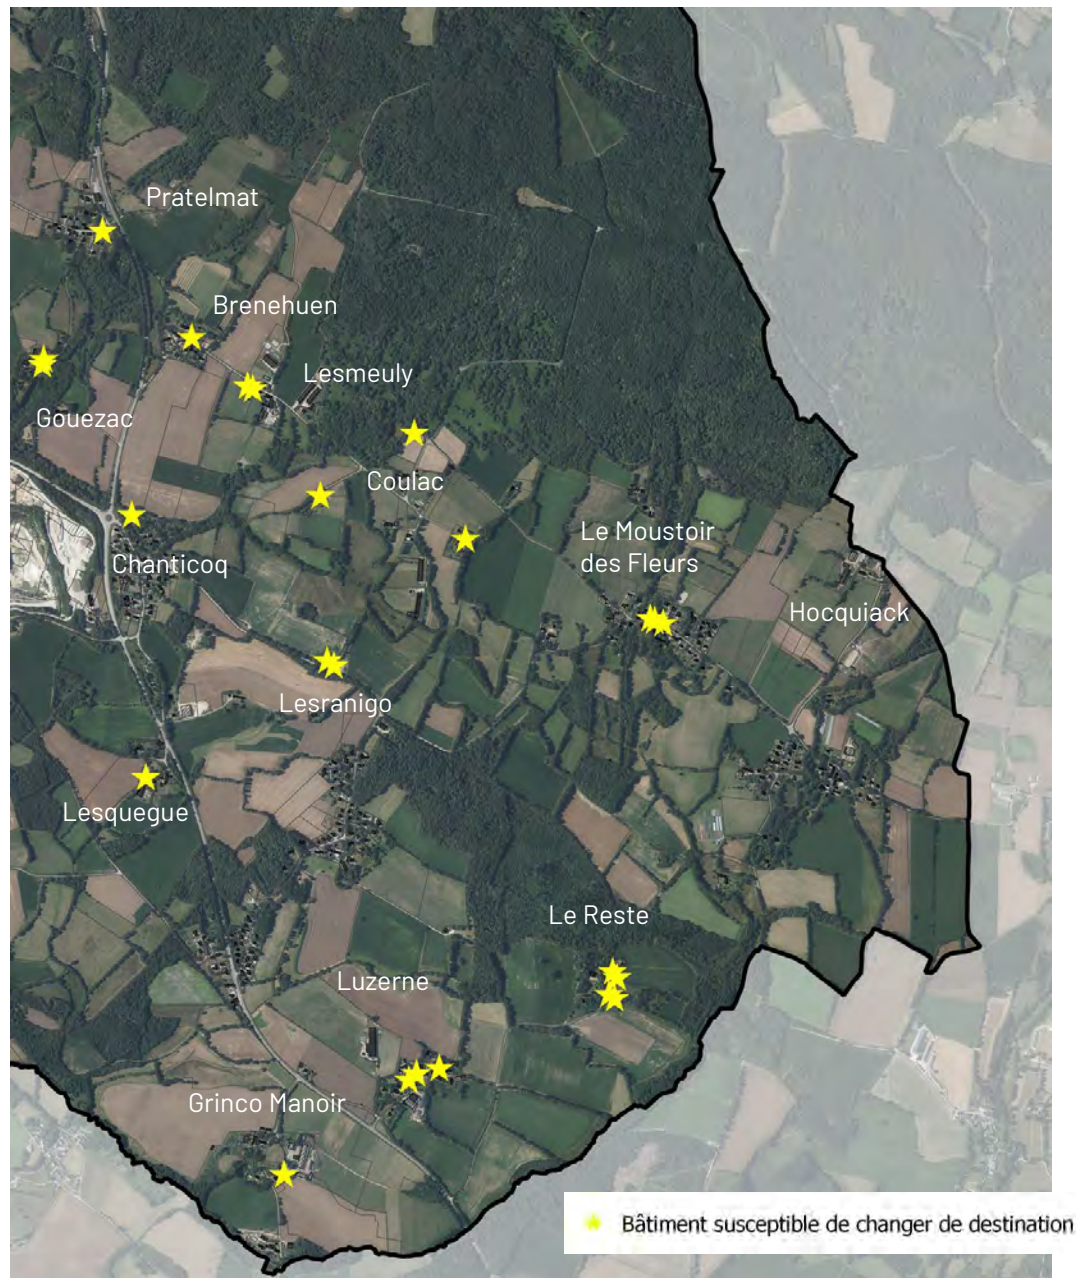 Pratelmat
Brenehuen
Lesmeuly
Gouezac
Coulac
Le Moustoir
des Fleurs
Chanticoq
Hocquiack
Lesranigo
Lesquegue
Le Reste
Luzerne
Grinco Manoir
Bâtiment susceptible de changer de destination